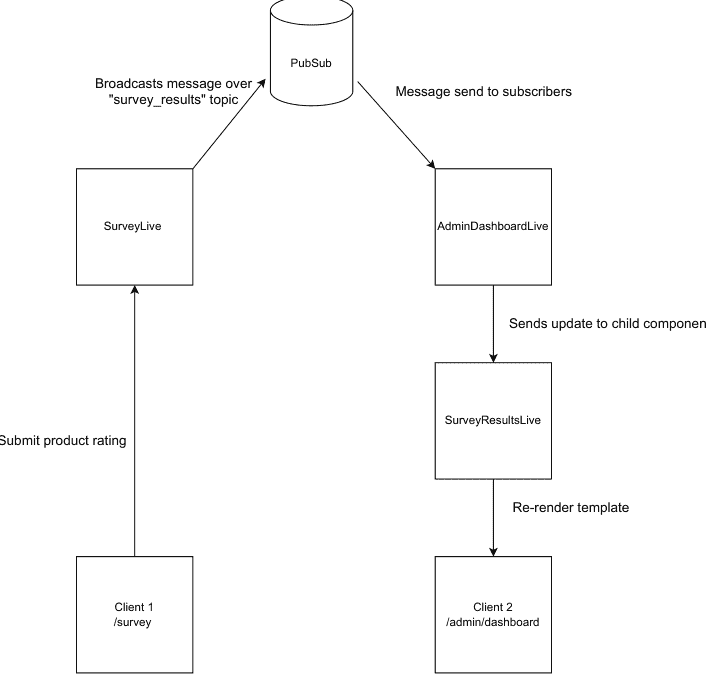 PubSub
Broadcasts message over
"survey_results" topic
Message send to subscribers
SurveyLive
AdminDashboardLive
Sends update to child componen
SurveyResultsLive
Submit product rating
Re-render template
Client 1
/survey
Client 2
/admin/dashboard